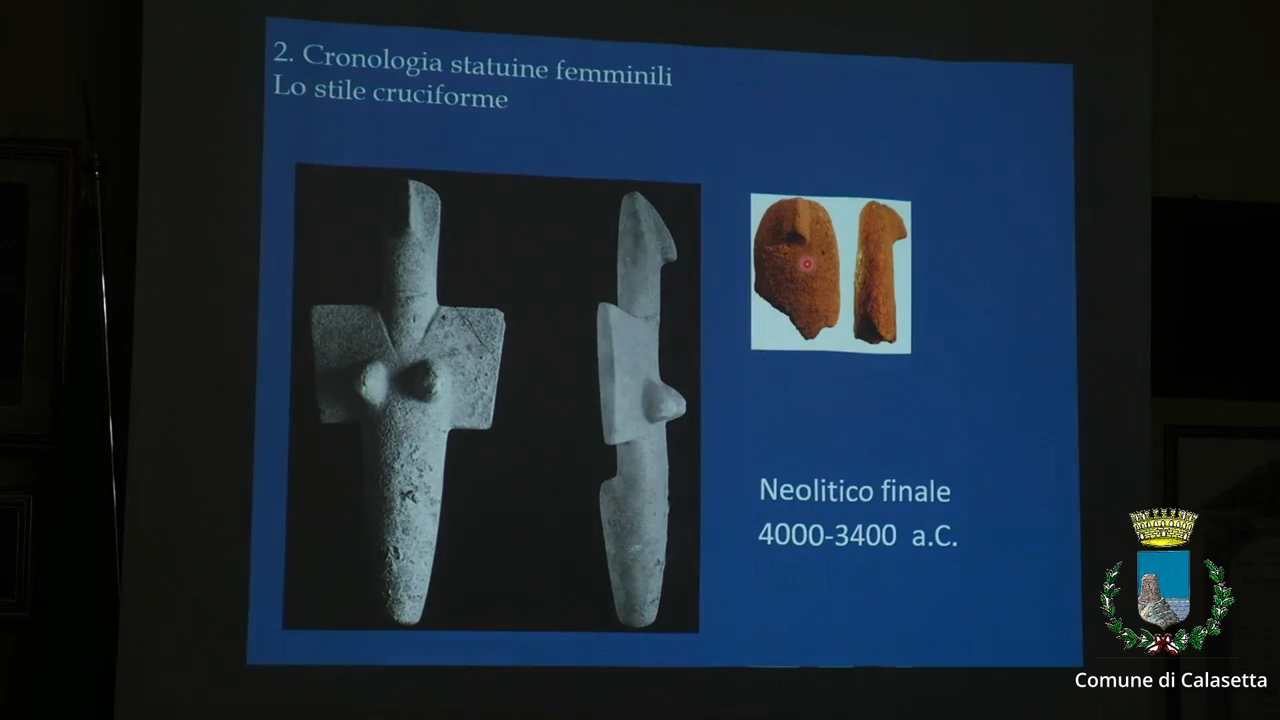 2. Cronologia statuine femminili
Lo stile cruciforme
Neolitico finale
4000-3400 a.C.
Comune di Calasetta